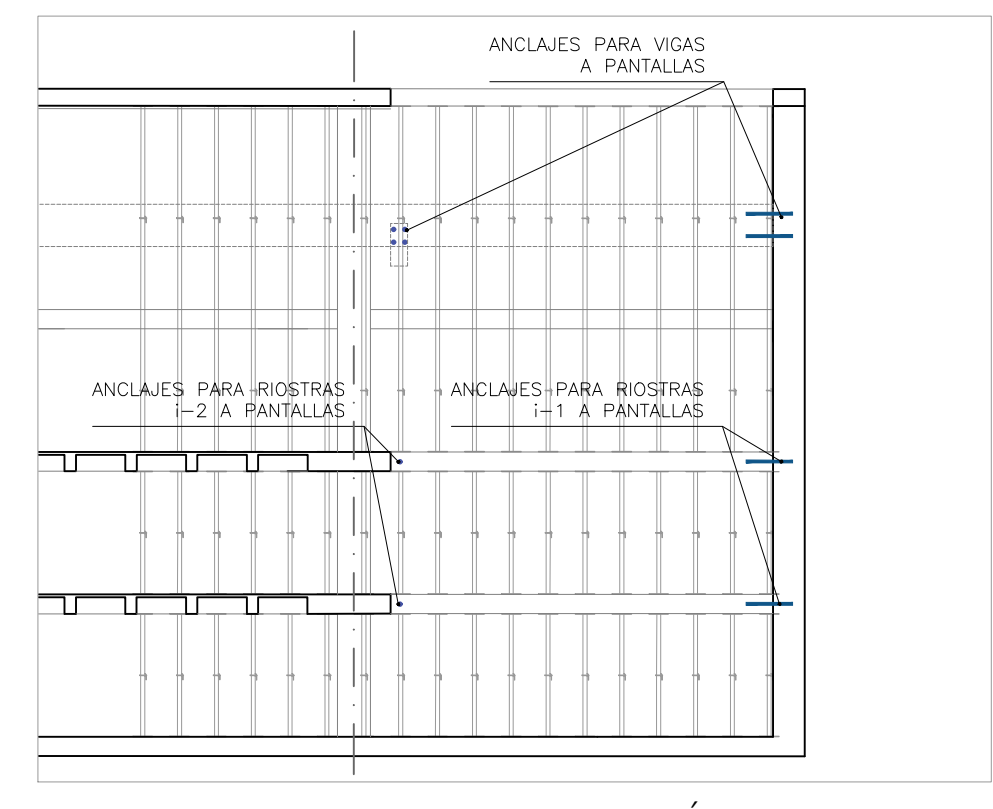 ANCLAJES PARA VIGAS
A PANTALLAS
ANCLAJES PARA RIOSTRAS
i-2 A PANTALLAS
ANCLAJES PARA RIOSTRAS
i-1 A PANTALLAS